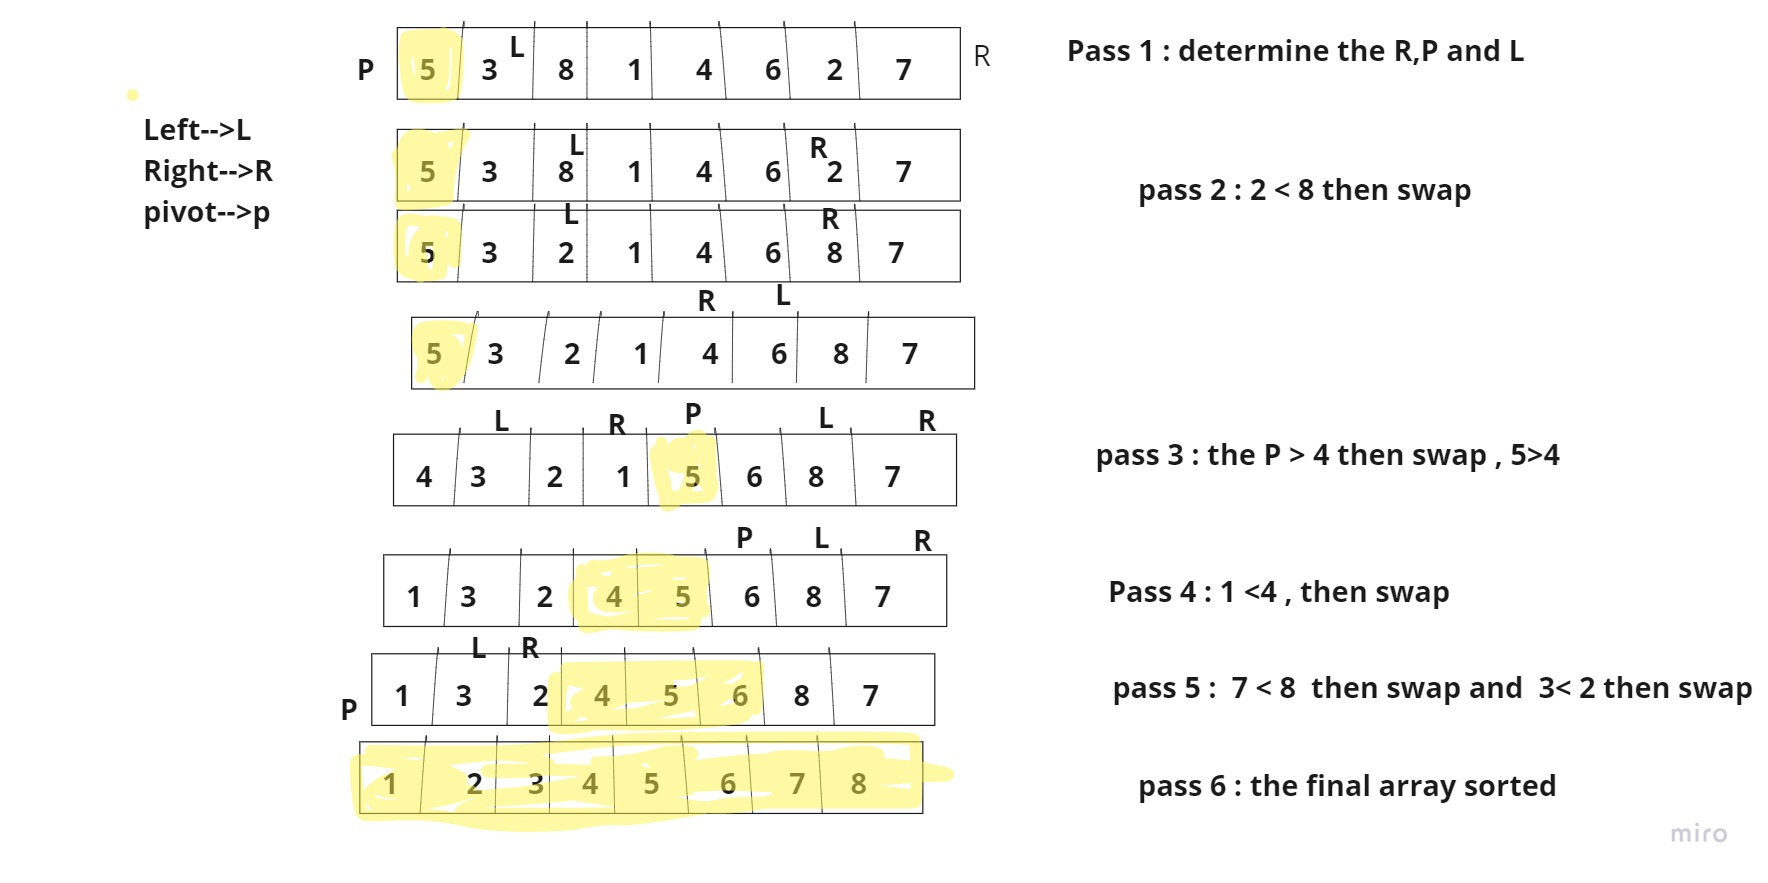 L
P 5 3 8 1 4 6 2 7 R
Pass 1 : determine the R,P and L
Left-->L
Right-->R
pivot-->p
L R
5 3 8 1 4 6 2 7
pass 2 : 2 < 8 then swap
L R
5 3 2 1 4 6 8 7
R L
5 3 2 1 4 6 8 7
L R P L R
4 3 2 1 5 6 8 7
pass 3 : the P > 4 then swap , 5>4
P L R
1 3 2 4 5 6 8 7
Pass 4 : 1 <4 , then swap
L R
P 1 3 2 4 5 6 8 7
pass 5 : 7 < 8 then swap and 3< 2 then swap
1 2 3 4 5 6 7 8
pass 6 : the final array sorted
miro